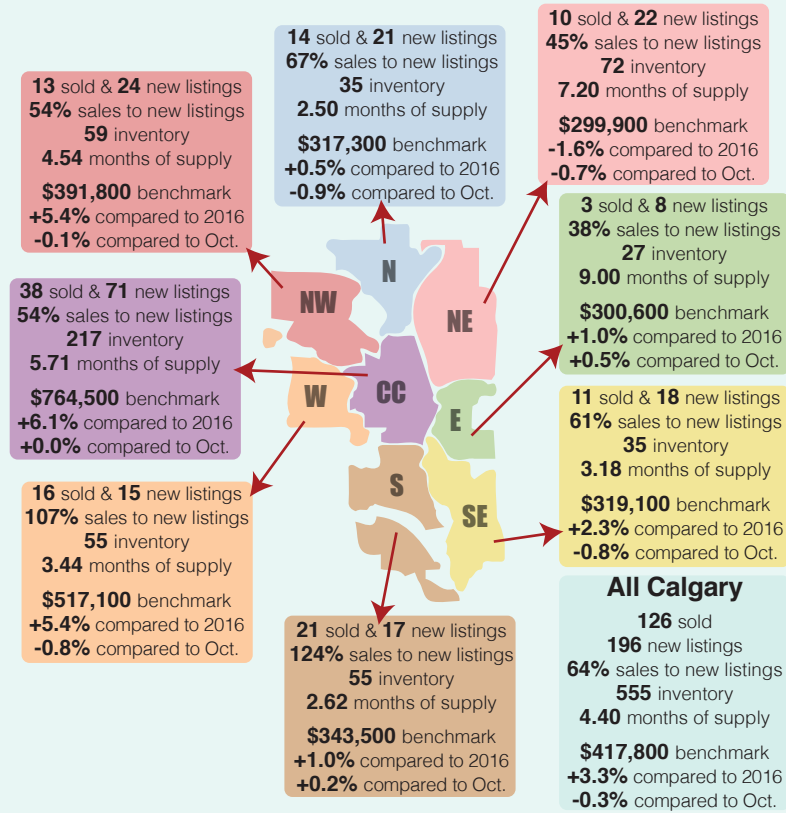 14 sold & 21 new listings
67% sales to new listings
35 inventory
2.50 months of supply
$317,300 benchmark
+0.5% compared to 2016
-0.9% compared to Oct.
10 sold & 22 new listings
45% sales to new listings
72 inventory
7.20 months of supply
$299,900 benchmark
-1.6% compared to 2016
-0.7% compared to Oct.
13 sold & 24 new listings
54% sales to new listings
59 inventory
4.54 months of supply
$391,800 benchmark
+5.4% compared to 2016
-0.1% compared to Oct.
3 sold & 8 new listings
38% sales to new listings
27 inventory
9.00 months of supply
$300,600 benchmark
+1.0% compared to 2016
+0.5% compared to Oct.
N
NW
NE
38 sold & 71 new listings
54% sales to new listings
217 inventory
5.71 months of supply
$764,500 benchmark
+6.1% compared to 2016
+0.0% compared to Oct.
W
CC
E
11 sold & 18 new listings
61% sales to new listings
35 inventory
3.18 months of supply
$319,100 benchmark
+2.3% compared to 2016
-0.8% compared to Oct.
S
SE
16 sold & 15 new listings
107% sales to new listings
55 inventory
3.44 months of supply
$517,100 benchmark
+5.4% compared to 2016
-0.8% compared to Oct.
21 sold & 17 new listings
124% sales to new listings
55 inventory
2.62 months of supply
$343,500 benchmark
+1.0% compared to 2016
+0.2% compared to Oct.
All Calgary
126 sold
196 new listings
64% sales to new listings
555 inventory
4.40 months of supply
$417,800 benchmark
+3.3% compared to 2016
-0.3% compared to Oct.